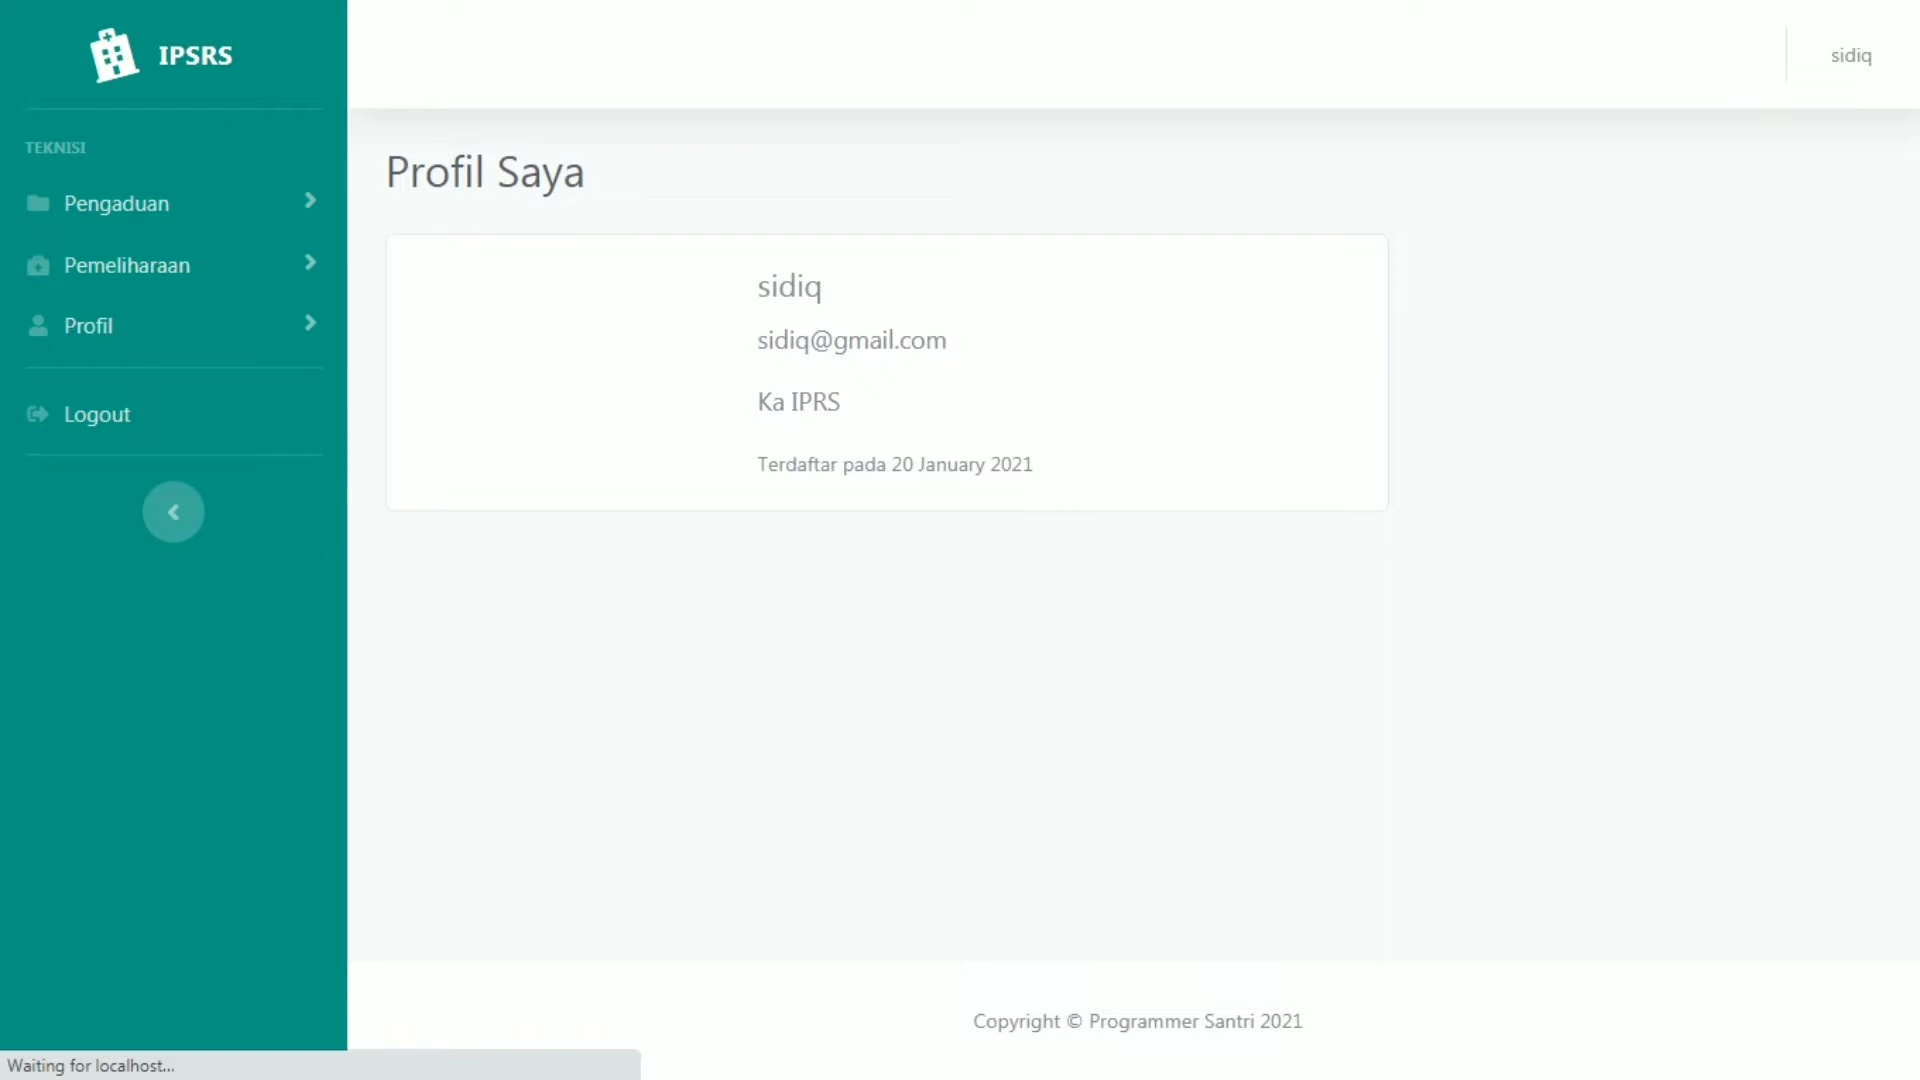 IPSRS
sidiq
TEKNISI
Pengaduan
Pemeliharaan
Profil
Logout
Profil Saya
sidiq
sidiq@gmail.com
Ka IPRS
Terdaftar pada 20 January 2021
Copyright © Programmer Santri 2021
Waiting for localhost...